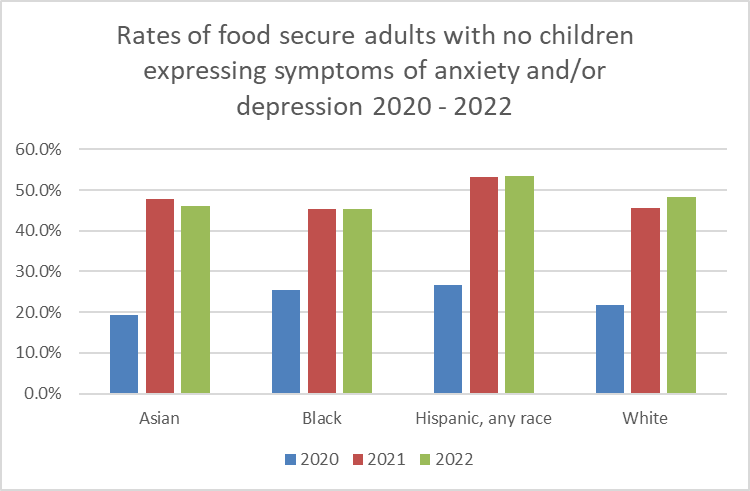 Rates of food secure adults with no children
expressing symptoms of anxiety and/or
depression 2020 - 2022
60.0%
50.0%
40.0%
30.0%
20.0%
10.0%
0.0%
Asian Black Hispanic, any race White
2020 2021 2022